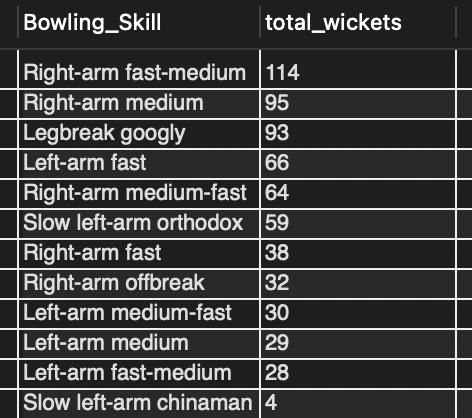 Bowling_Skill total_wickets
Right-arm fast-medium 114
Right-arm medium 95
Legbreak googly 93
Left-arm fast 66
Right-arm medium-fast 64
Slow left-arm orthodox 59
Right-arm fast 38
Right-arm offbreak 32
Left-arm medium-fast 30
Left-arm medium 29
Left-arm fast-medium 28
Slow left-arm chinaman 4